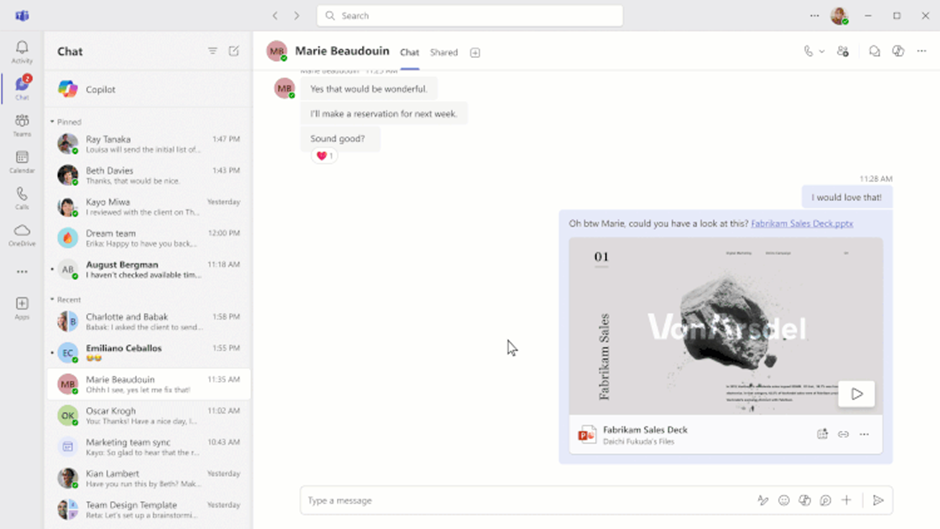 Search
Activity
2
Chat
Teams
Calendar
Calls
OneDrive
Apps
Chat
Copilot
Pinned
Ray Tanaka
1:47 PM
Louisa will send the initial list of...
Beth Davies
1:43 PM
Thanks, that would be nice.
Kayo Miwa
Yesterday
I reviewed with the client on Th...
Dream team
12:00 PM
Erika: Happy to have you back,...
AB
August Bergman
11:18 AM
I haven't checked available tim...
Recent
B
Charlotte and Babak
1:58 PM
Babak: I asked the client to send...
EC
Emiliano Ceballos
1:55 PM
MB
Marie Beaudouin
11:35 AM
Ohhh I see, yes let me fix that!
OK
Oscar Krogh
11:02 AM
You: Thanks! Have a nice day, I...
Marketing team sync
10:43 AM
Kayo: So glad to hear that the r...
Kian Lambert
Yesterday
Have you run this by Beth? Mak...
Team Design Template
Yesterday
Reta: Let's set up a brainstormi...
MB
Marie Beaudouin
Chat
Shared
Marie Beaudouin 11:25 AM
MB
Yes that would be wonderful.
I'll make a reservation for next week.
Sound good?
1
11:28 AM
I would love that!
Oh btw Marie, could you have a look at this? Fabrikam Sales Deck.pptx
01
Fabrikam Sales
VonArsdel
Fabrikam Sales Deck
Daichi Fukuda's Files
Type a message